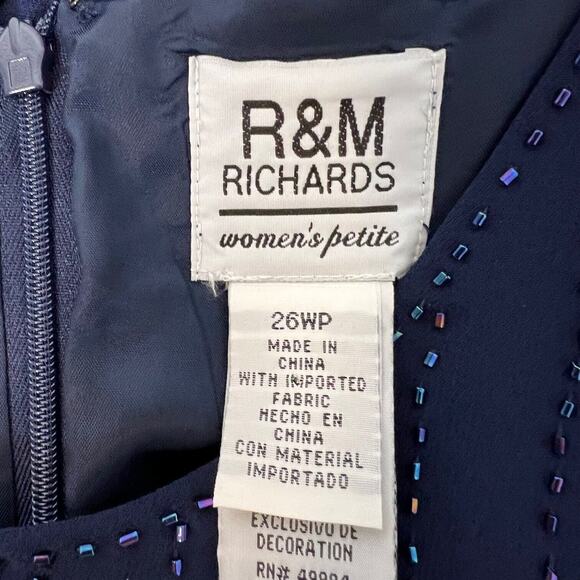 R&M
RICHARDS
women's petite
26WP
MADE IN
CHINA
WITH IMPORTED
FABRIC
HECHO EN
CHINA
CON MATERIAL
IMPORTADO
EXCLUSIVO DE
DECORATION
RN#